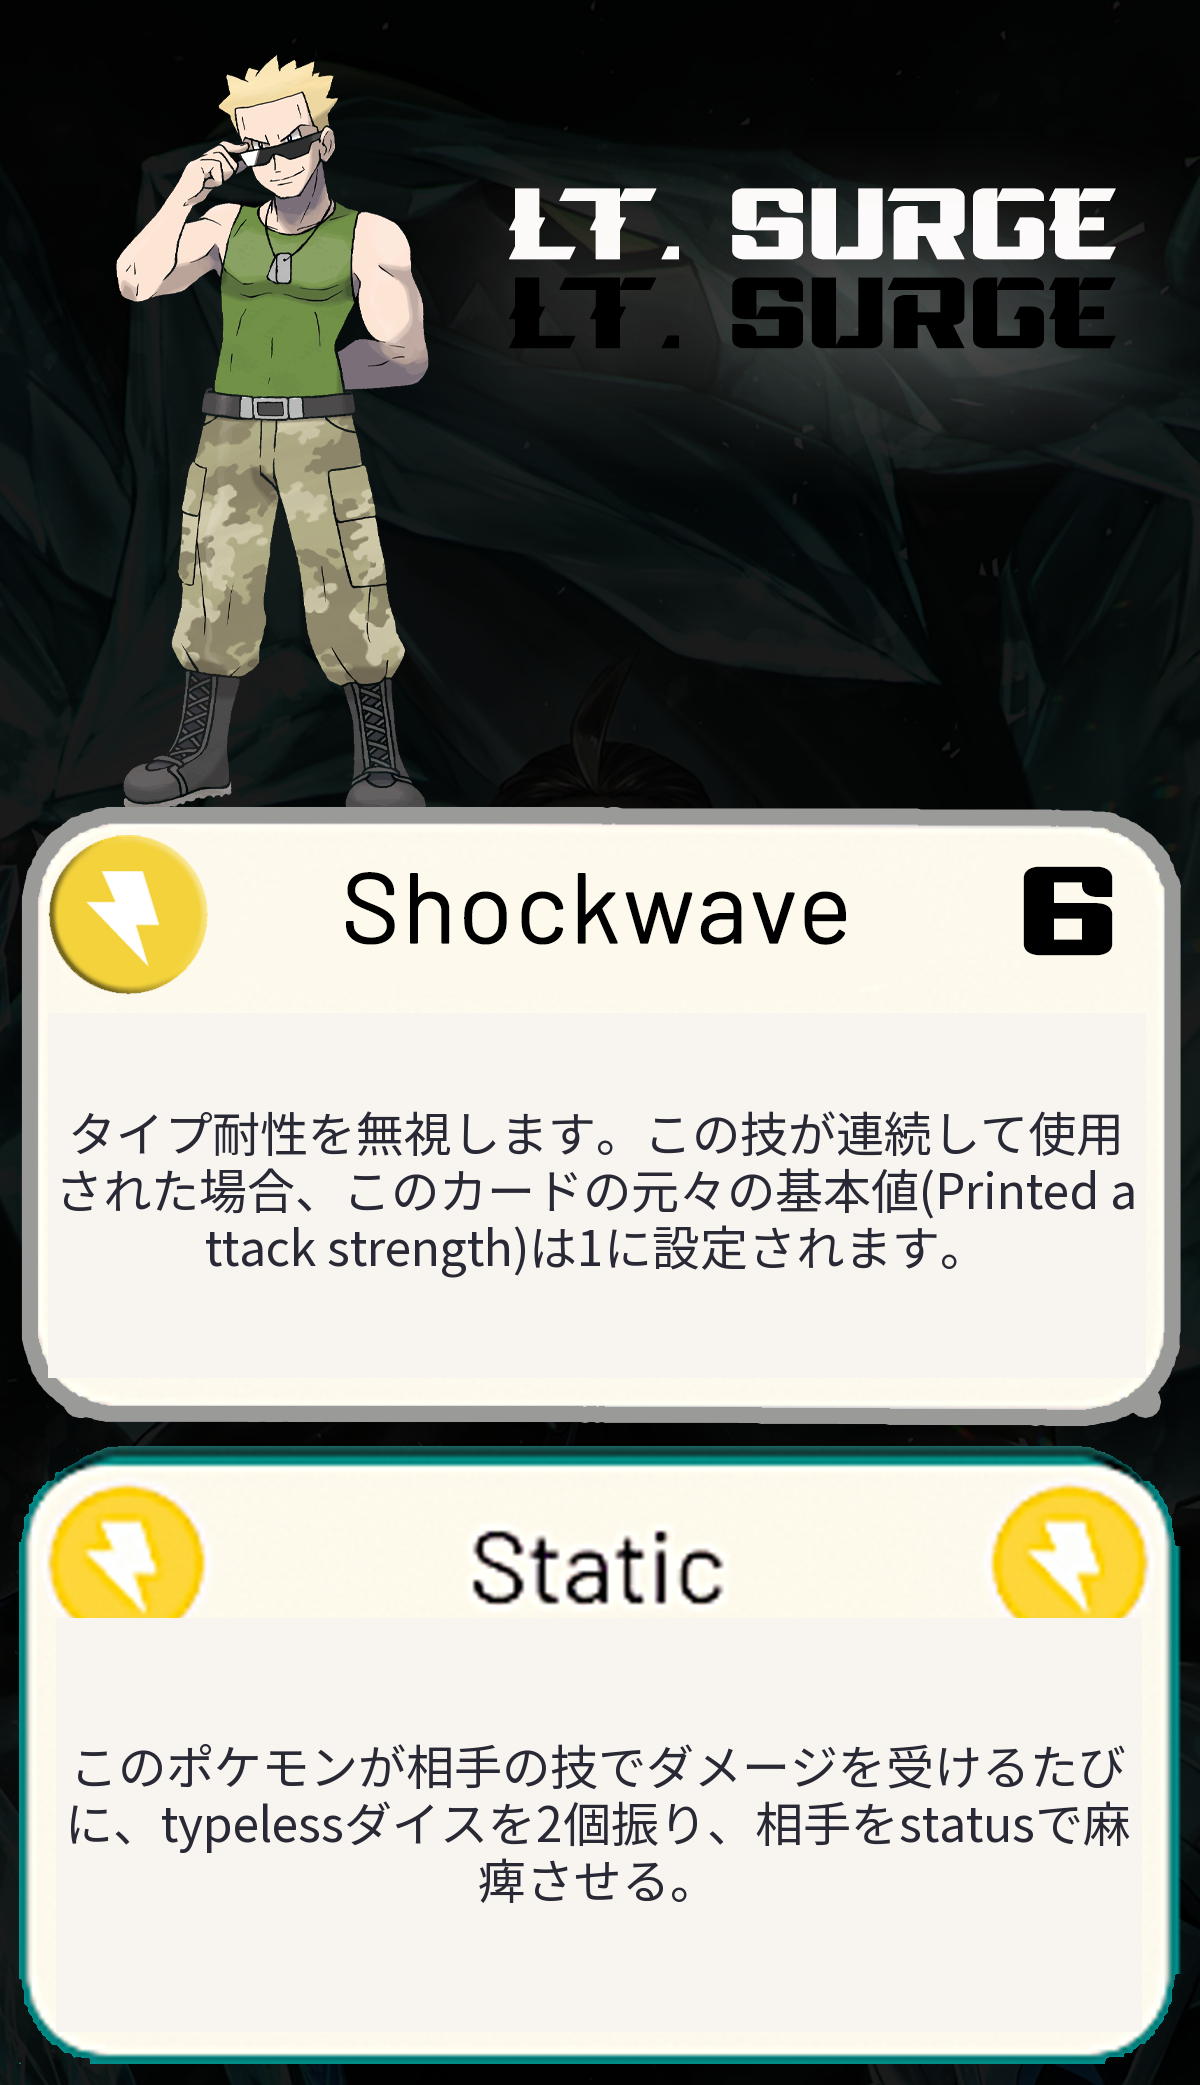 LT. SURGE
LT. SURGE
Shockwave
6
タイプ耐性を無視します。この技が連続して使用
された場合、このカードの元々の基本値(Printed a
ttack strength)は1に設定されます。
Static
このポケモンが相手の技でダメージを受けるたび
に、typelessダイスを2個振り、相手をstatusで麻
痺させる。